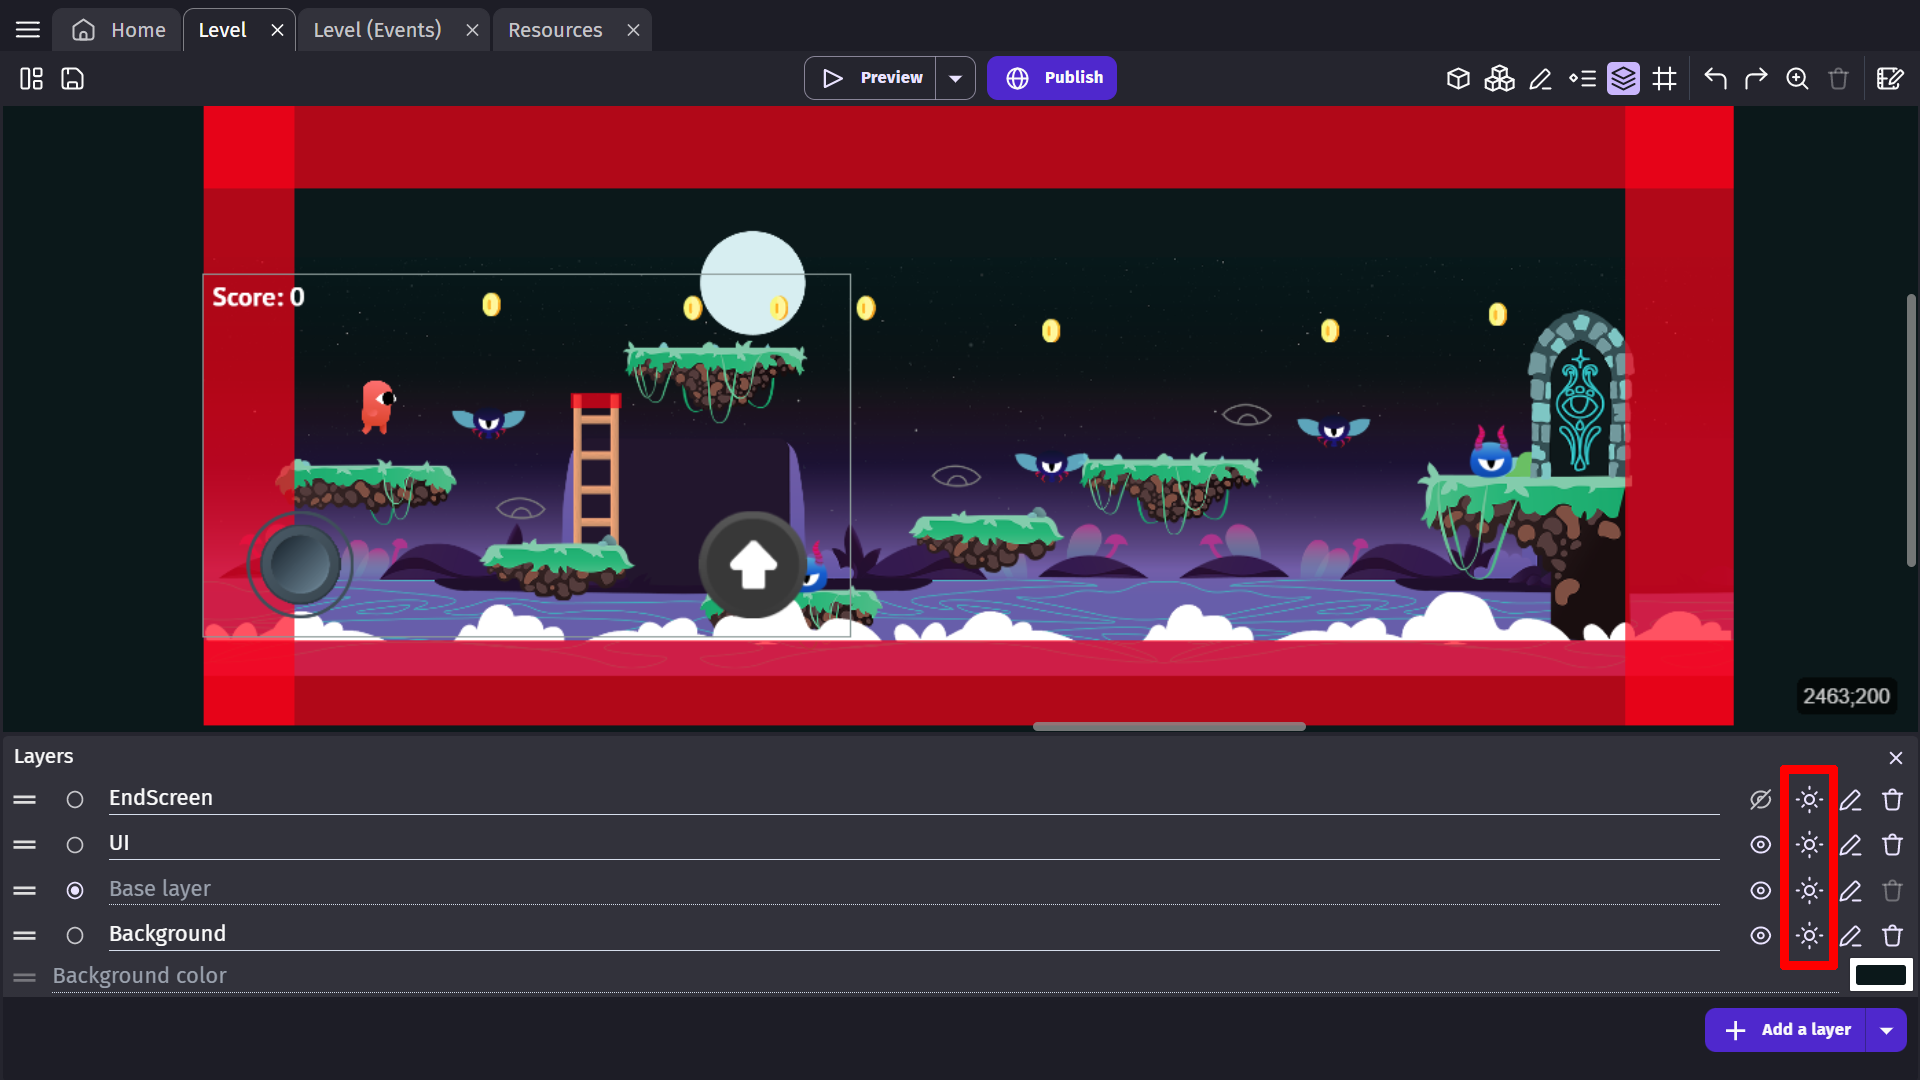 Home
Level
Level (Events)
Resources
Preview
Publish
Score: 0
2463;200
Layers
EndScreen
UI
Base layer
Background
Background color
Add a layer